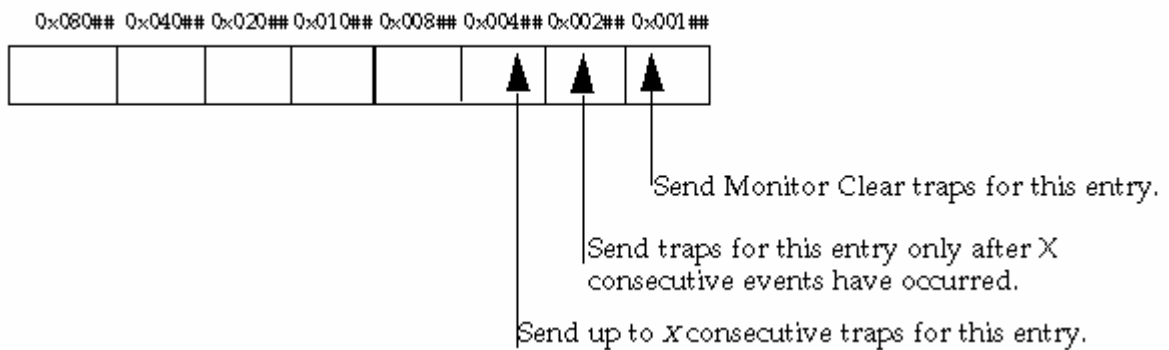 0x080## 0x040## 0x020## 0x010## 0x008## 0x004## 0x002## 0x001##
Send Monitor Clear traps for this entry.
Send traps for this entry only after X
consecutive events have occurred.
Send up to X consecutive traps for this entry.